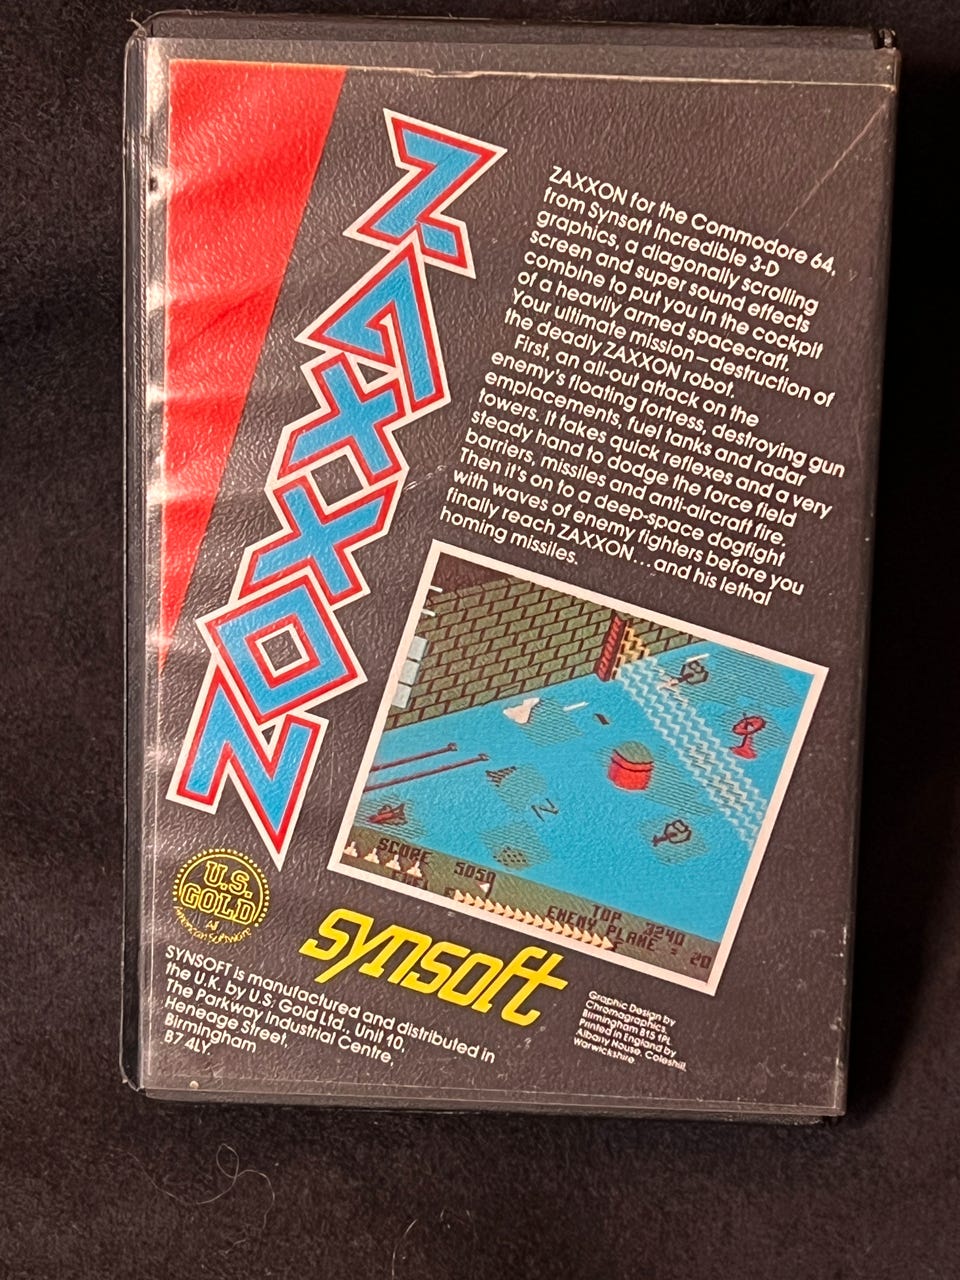 ZAXXON
ZAXXON for the Commodore 64,
from Synsoft Incredible 3-D
graphics, a diagonally scrolling
screen and super sound effects
combine to put you in the cockpit
of a heavily armed spacecraft.
Your ultimate mission—destruction of
the deadly ZAXXON robot.
First, an all-out attack on the
enemy's floating fortress, destroying gun
emplacements, fuel tanks and radar
towers. It takes quick reflexes and a very
steady hand to dodge the force field
barriers, missiles and anti-aircraft fire.
Then it's on to a deep-space dogfight
with waves of enemy fighters before you
finally reach ZAXXON...and his lethal
homing missiles.
SCORE 5050
TOP 3240
FUEL E
ENEMY PLANE = 20
U.S.
GOLD
All
American Software
synsoft
SYNSOFT is manufactured and distributed in
the U.K. by U.S. Gold Ltd., Unit 10,
The Parkway Industrial Centre,
Heneage Street,
Birmingham
B7 4LY.
Graphic Design by
Chromagraphics,
Birmingham B15 1PL
Printed in England by
Albany House, Coleshill,
Warwickshire.